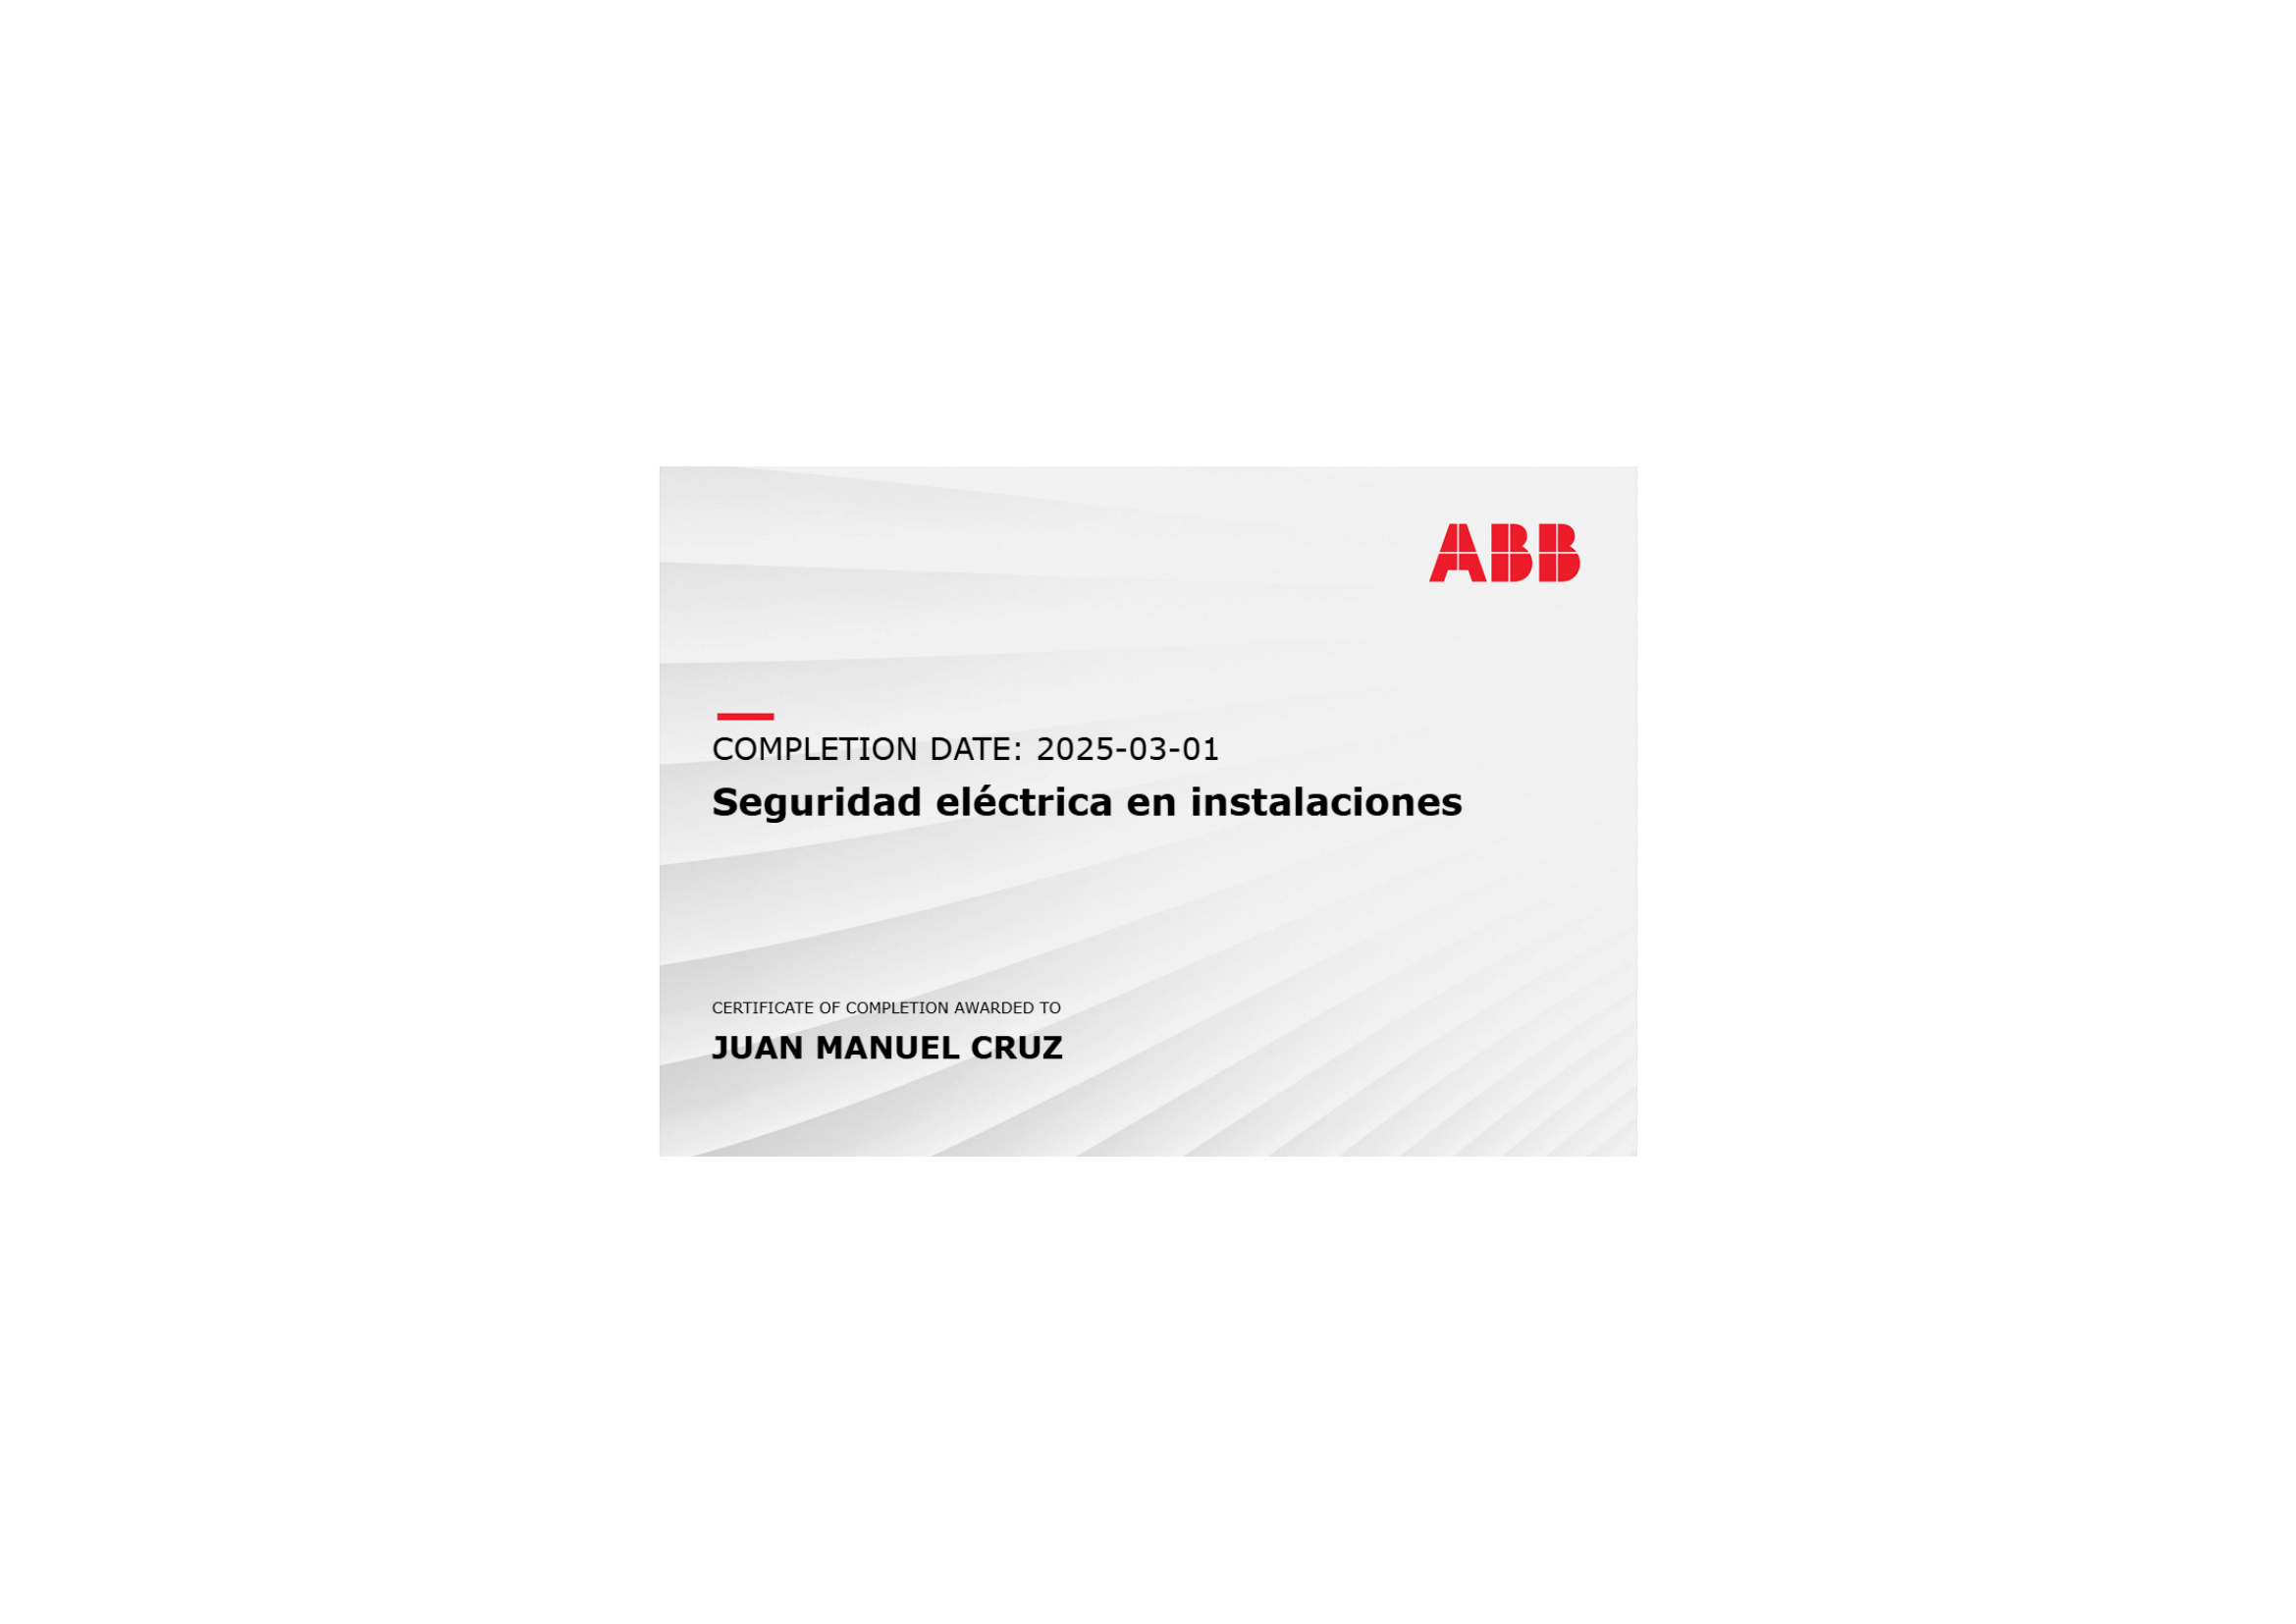 ABB
COMPLETION DATE: 2025-03-01
Seguridad eléctrica en instalaciones
CERTIFICATE OF COMPLETION AWARDED TO
JUAN MANUEL CRUZ